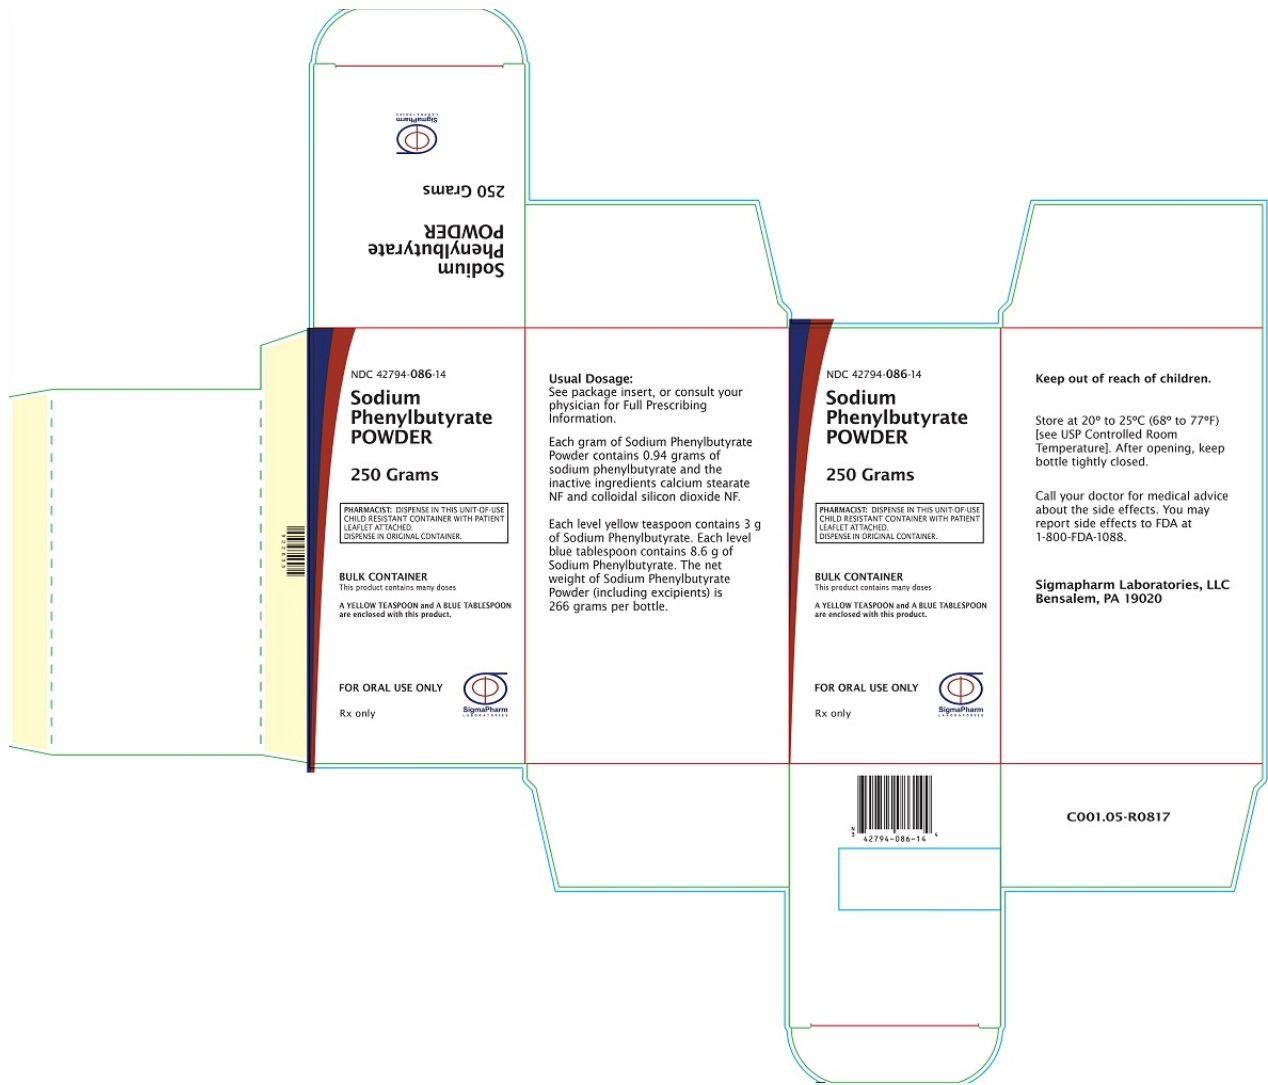 SigmaPharm
LABORATORIES
250 Grams
Sodium
Phenylbutyrate
POWDER
NDC 42794-086-14
Sodium
Phenylbutyrate
POWDER
250 Grams
PHARMACIST: DISPENSE IN THIS UNIT-OF-USE
CHILD RESISTANT CONTAINER WITH PATIENT
LEAFLET ATTACHED.
DISPENSE IN ORIGINAL CONTAINER.
BULK CONTAINER
This product contains many doses
A YELLOW TEASPOON and A BLUE TABLESPOON
are enclosed with this product.
FOR ORAL USE ONLY
Rx only
SigmaPharm
LABORATORIES
Usual Dosage:
See package insert, or consult your
physician for Full Prescribing
Information.
Each gram of Sodium Phenylbutyrate
Powder contains 0.94 grams of
sodium phenylbutyrate and the
inactive ingredients calcium stearate
NF and colloidal silicon dioxide NF.
Each level yellow teaspoon contains 3 g
of Sodium Phenylbutyrate. Each level
blue tablespoon contains 8.6 g of
Sodium Phenylbutyrate. The net
weight of Sodium Phenylbutyrate
Powder (including excipients) is
266 grams per bottle.
NDC 42794-086-14
Sodium
Phenylbutyrate
POWDER
250 Grams
PHARMACIST: DISPENSE IN THIS UNIT-OF-USE
CHILD RESISTANT CONTAINER WITH PATIENT
LEAFLET ATTACHED.
DISPENSE IN ORIGINAL CONTAINER.
BULK CONTAINER
This product contains many doses
A YELLOW TEASPOON and A BLUE TABLESPOON
are enclosed with this product.
FOR ORAL USE ONLY
Rx only
SigmaPharm
LABORATORIES
Keep out of reach of children.
Store at 20º to 25ºC (68º to 77ºF)
[see USP Controlled Room
Temperature]. After opening, keep
bottle tightly closed.
Call your doctor for medical advice
about the side effects. You may
report side effects to FDA at
1-800-FDA-1088.
Sigmapharm Laboratories, LLC
Bensalem, PA 19020
N
3 42794-086-14 4
C001.05-R0817